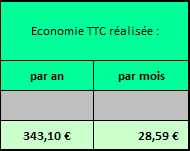 Economie TTC réalisée :
par an par mois
343,10 € 28,59 €